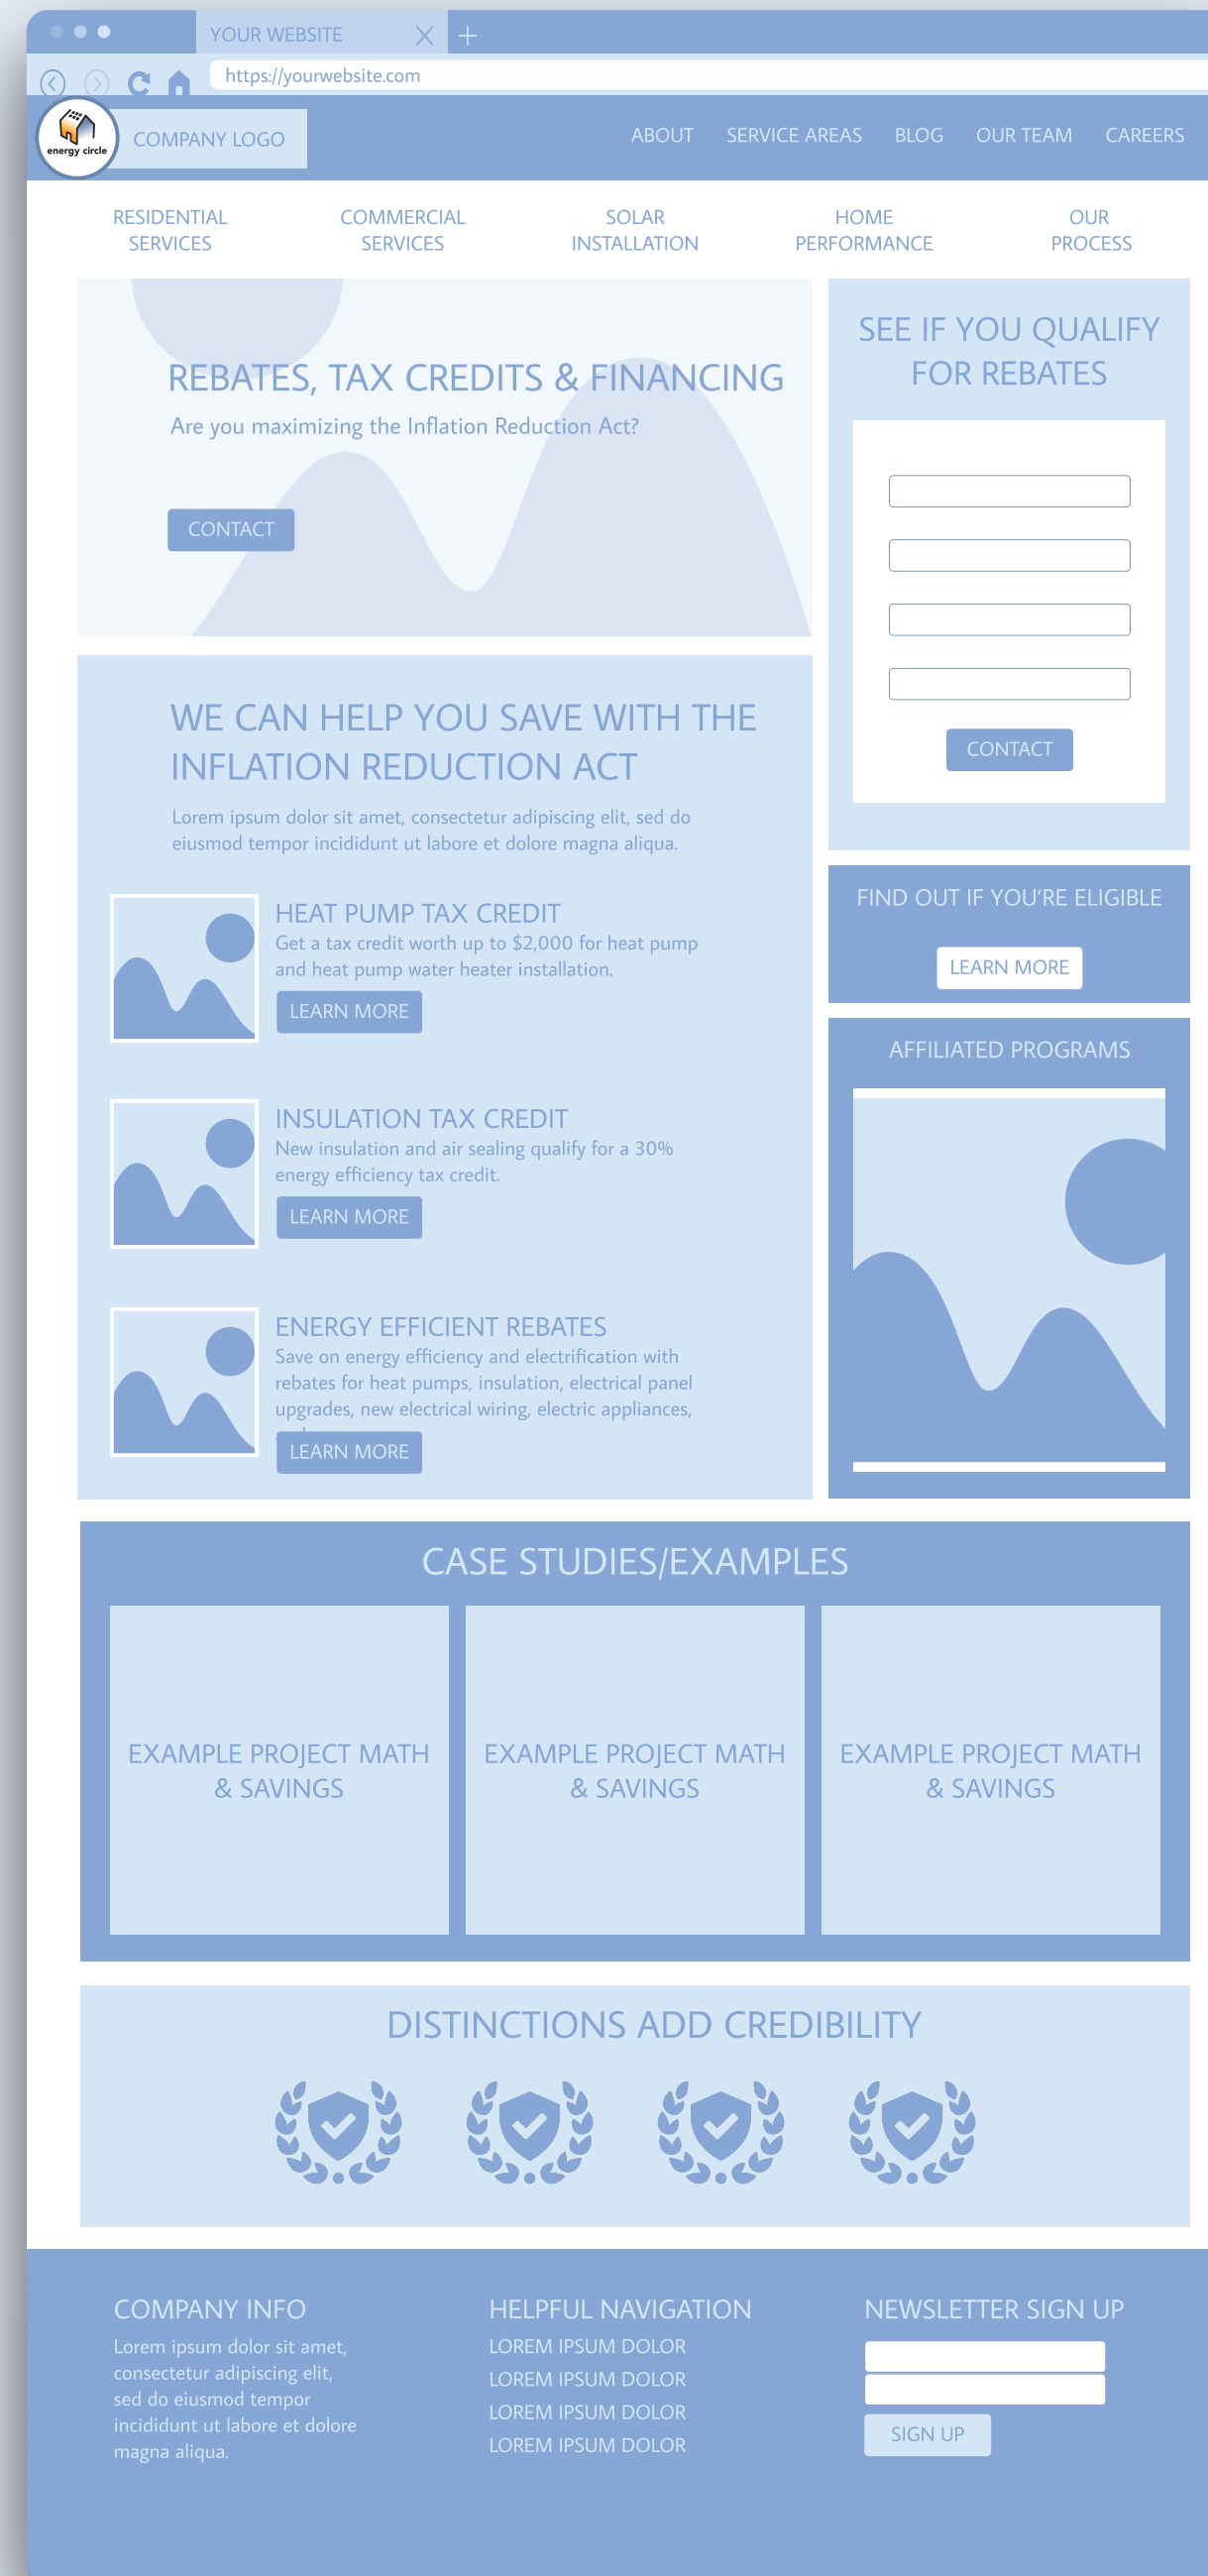 YOUR WEBSITE
https://yourwebsite.com
energy circle
COMPANY LOGO
ABOUT
SERVICE AREAS
BLOG
OUR TEAM
CAREERS
RESIDENTIAL
SERVICES
COMMERCIAL
SERVICES
SOLAR
INSTALLATION
HOME
PERFORMANCE
OUR
PROCESS
REBATES, TAX CREDITS & FINANCING
Are you maximizing the Inflation Reduction Act?
CONTACT
SEE IF YOU QUALIFY
FOR REBATES
CONTACT
WE CAN HELP YOU SAVE WITH THE
INFLATION REDUCTION ACT
Lorem ipsum dolor sit amet, consectetur adipiscing elit, sed do
eiusmod tempor incididunt ut labore et dolore magna aliqua.
HEAT PUMP TAX CREDIT
Get a tax credit worth up to $2,000 for heat pump
and heat pump water heater installation.
LEARN MORE
INSULATION TAX CREDIT
New insulation and air sealing qualify for a 30%
energy efficiency tax credit.
LEARN MORE
ENERGY EFFICIENT REBATES
Save on energy efficiency and electrification with
rebates for heat pumps, insulation, electrical panel
upgrades, new electrical wiring, electric appliances,
LEARN MORE
FIND OUT IF YOU'RE ELIGIBLE
LEARN MORE
AFFILIATED PROGRAMS
CASE STUDIES/EXAMPLES
EXAMPLE PROJECT MATH
& SAVINGS
EXAMPLE PROJECT MATH
& SAVINGS
EXAMPLE PROJECT MATH
& SAVINGS
DISTINCTIONS ADD CREDIBILITY
COMPANY INFO
Lorem ipsum dolor sit amet,
consectetur adipiscing elit,
sed do eiusmod tempor
incididunt ut labore et dolore
magna aliqua.
HELPFUL NAVIGATION
LOREM IPSUM DOLOR
LOREM IPSUM DOLOR
LOREM IPSUM DOLOR
LOREM IPSUM DOLOR
NEWSLETTER SIGN UP
SIGN UP